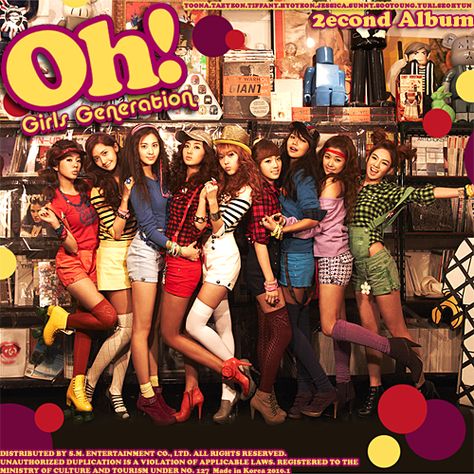 YOONA.TAEYEON.TIFFANY.HYOYEON.JESSICA.SUNNY.SOOYOUNG.YURI.SEOHYUN
2econd Album
Oh!
Girls' Generation
GIANT
DISTRIBUTED BY S.M. ENTERTAINMENT CO., LTD. ALL RIGHTS RESERVED.
UNAUTHORIZED DUPLICATION IS A VIOLATION OF APPLICABLE LAWS. REGISTERED TO THE
MINISTRY OF CULTURE AND TOURISM UNDER NO. 127 Made in Korea 2010.1